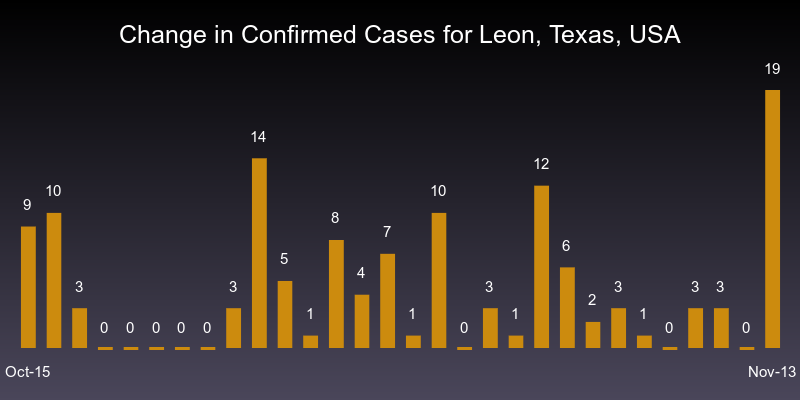 Change in Confirmed Cases for Leon, Texas, USA
9 10 3 0 0 0 0 0 3 14 5 1 8 4 7 1 10 0 3 1 12 6 2 3 1 0 3 3 0 19
Oct-15 Nov-13